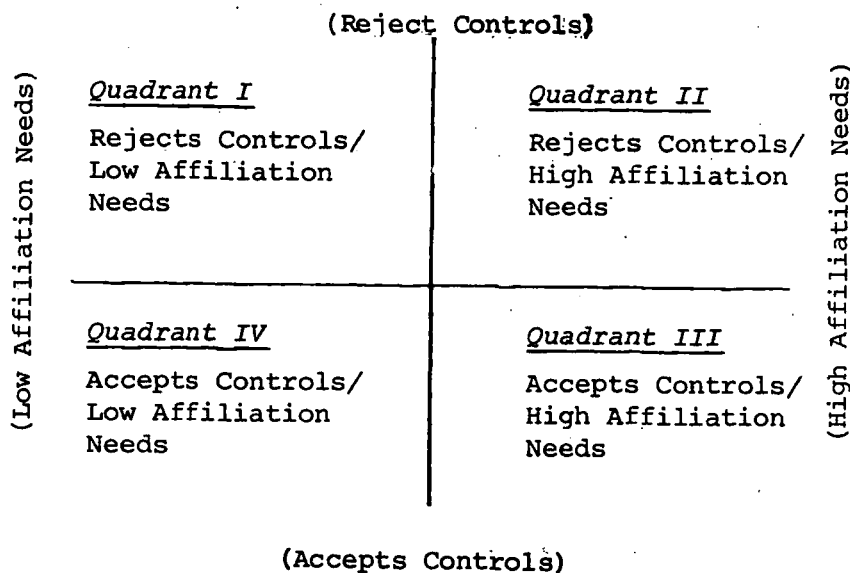 (Reject Controls)
(Low Affiliation Needs)
Quadrant I
Rejects Controls/
Low Affiliation
Needs
Quadrant II
Rejects Controls/
High Affiliation
Needs
(High Affiliation Needs)
Quadrant IV
Accepts Controls/
Low Affiliation
Needs
Quadrant III
Accepts Controls/
High Affiliation
Needs
(Accepts Controls)